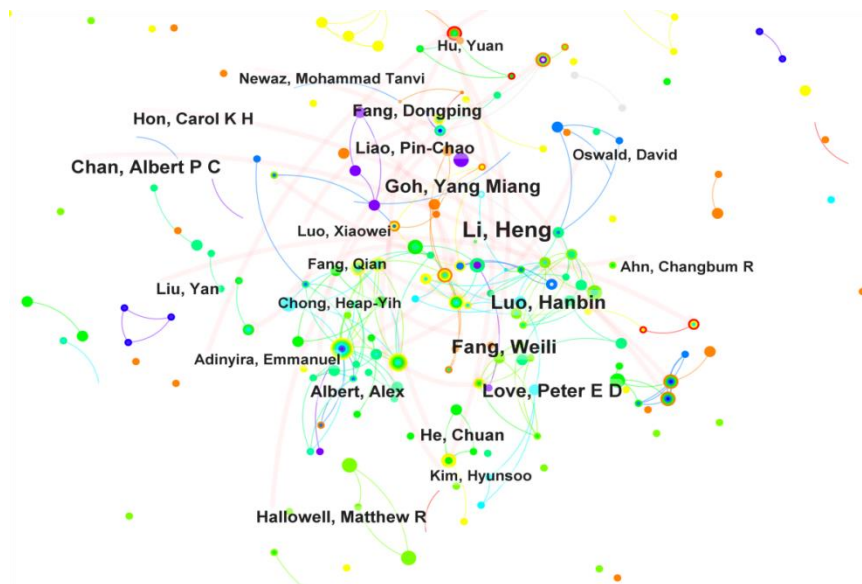 Hu, Yuan
Newaz, Mohammad Tanvi
Fang, Dongping
Hon, Carol K H
Liao, Pin-Chao
Oswald, David
Chan, Albert P C
Goh, Yang Miang
Luo, Xiaowei
Li, Heng
Fang, Qian
Ahn, Changbum R
Liu, Yan
Chong, Heap-Yih
Luo, Hanbin
Adinyira, Emmanuel
Fang, Weili
Albert, Alex
Love, Peter E D
He, Chuan
Kim, Hyunsoo
Hallowell, Matthew R